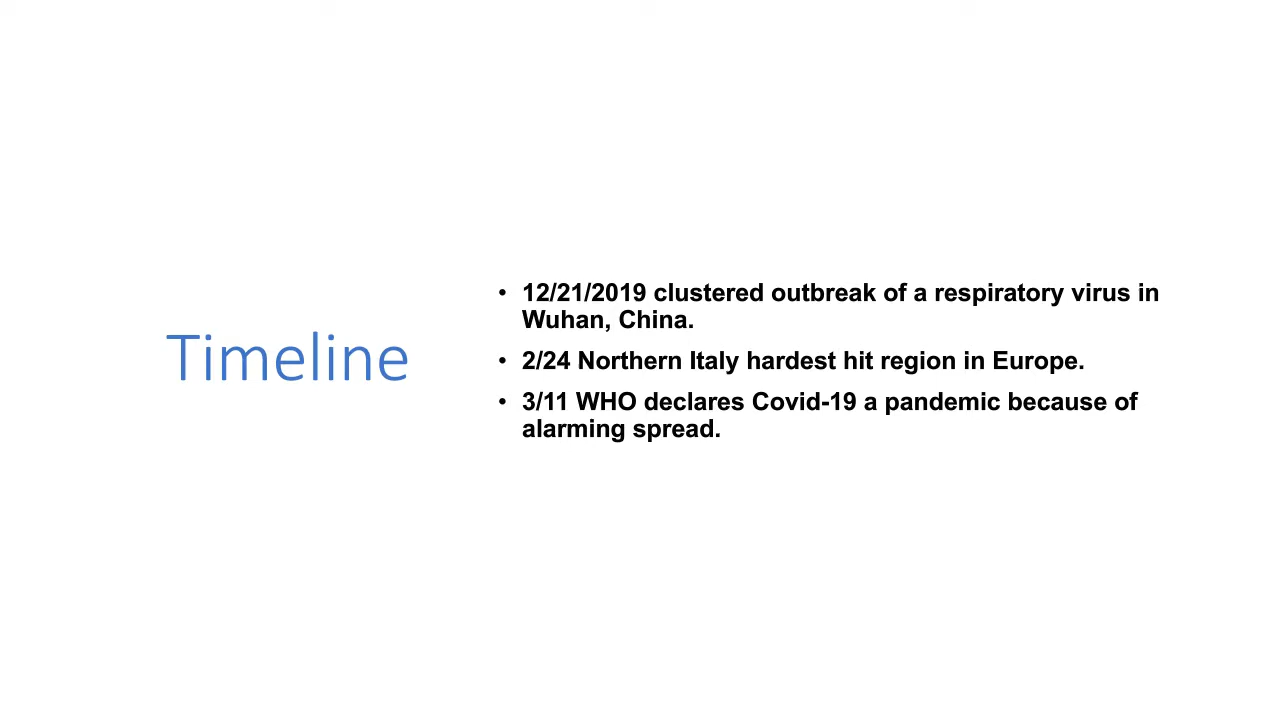 Timeline
• 12/21/2019 clustered outbreak of a respiratory virus in
Wuhan, China.
• 2/24 Northern Italy hardest hit region in Europe.
• 3/11 WHO declares Covid-19 a pandemic because of
alarming spread.